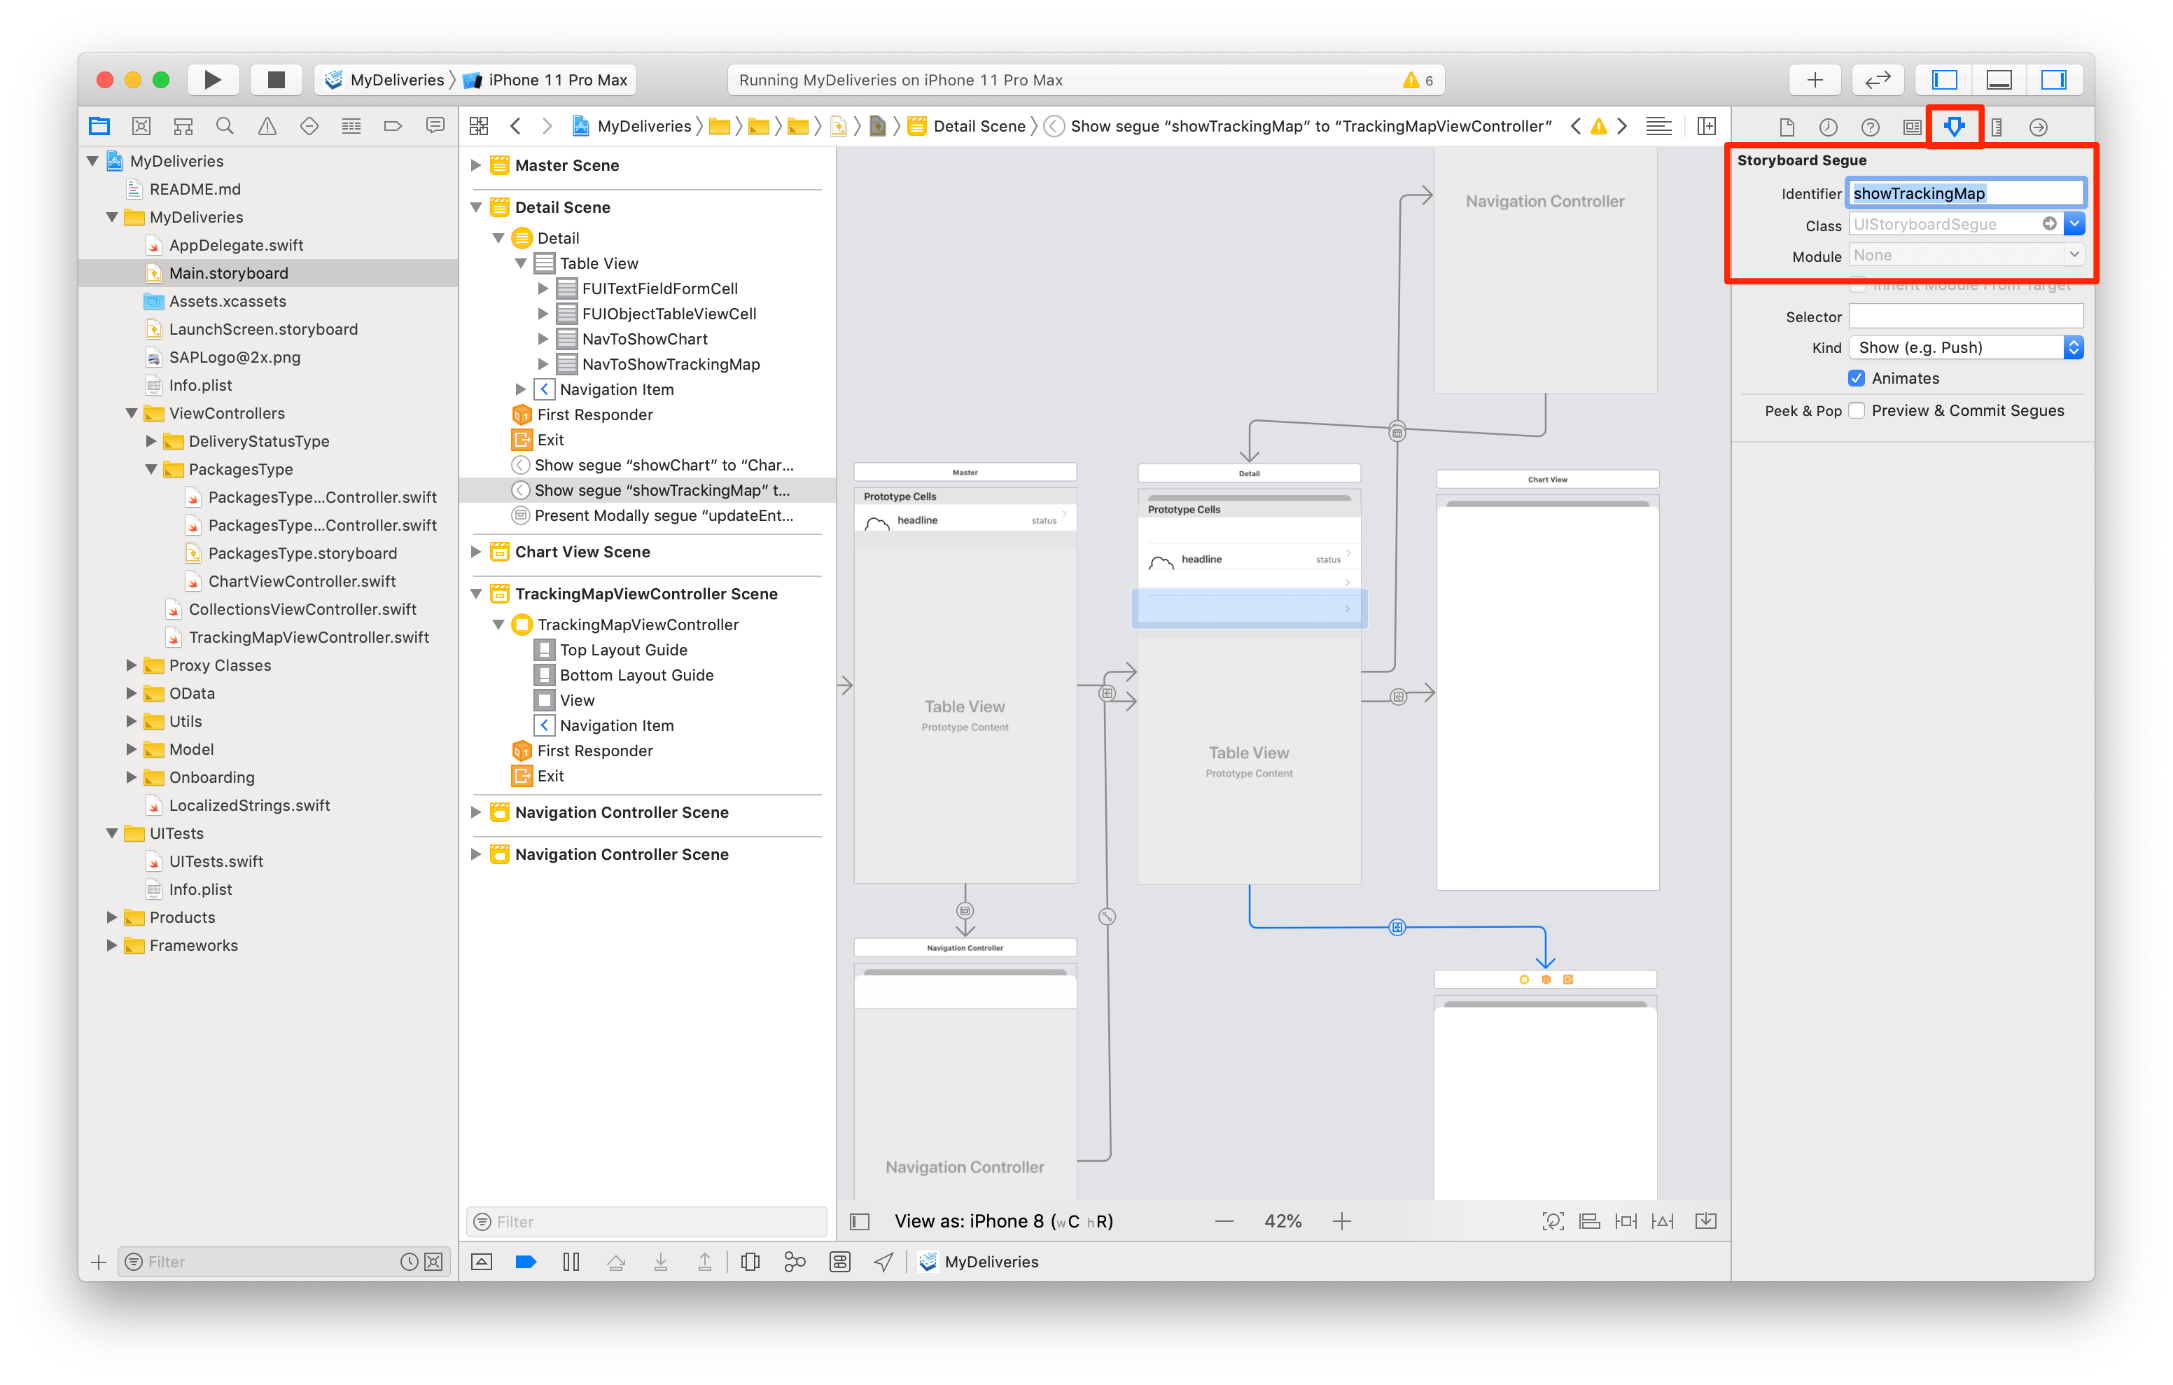 MyDeliveries
iPhone 11 Pro Max
Running MyDeliveries on iPhone 11 Pro Max
6
MyDeliveries
Detail Scene
Show segue “showTrackingMap” to “TrackingMapViewController”
MyDeliveries
README.md
MyDeliveries
AppDelegate.swift
Main.storyboard
Assets.xcassets
LaunchScreen.storyboard
SAPLogo@2x.png
Info.plist
ViewControllers
DeliveryStatusType
PackagesType
PackagesType...Controller.swift
PackagesType...Controller.swift
PackagesType.storyboard
ChartViewController.swift
CollectionsViewController.swift
TrackingMapViewController.swift
Proxy Classes
OData
Utils
Model
Onboarding
LocalizedStrings.swift
UITests
UITests.swift
Info.plist
Products
Frameworks
Filter
Master Scene
Detail Scene
Detail
Table View
FUITextFieldFormCell
FUIObjectTableViewCell
NavToShowChart
NavToShowTrackingMap
Navigation Item
First Responder
Exit
Show segue “showChart” to “Char...
Show segue “showTrackingMap” t...
Present Modally segue “updateEnt...
Chart View Scene
TrackingMapViewController Scene
TrackingMapViewController
Top Layout Guide
Bottom Layout Guide
View
Navigation Item
First Responder
Exit
Navigation Controller Scene
Navigation Controller Scene
Filter
Navigation Controller
Master
Prototype Cells
headline
status
Table View
Prototype Content
Detail
Prototype Cells
headline
status
Table View
Prototype Content
Chart View
Navigation Controller
Navigation Controller
View as: iPhone 8 (wC hR)
42%
MyDeliveries
Storyboard Segue
Identifier
showTrackingMap
Class
UIStoryboardSegue
Module
None
Inherit Module From Target
Selector
Kind
Show (e.g. Push)
Animates
Peek & Pop
Preview & Commit Segues